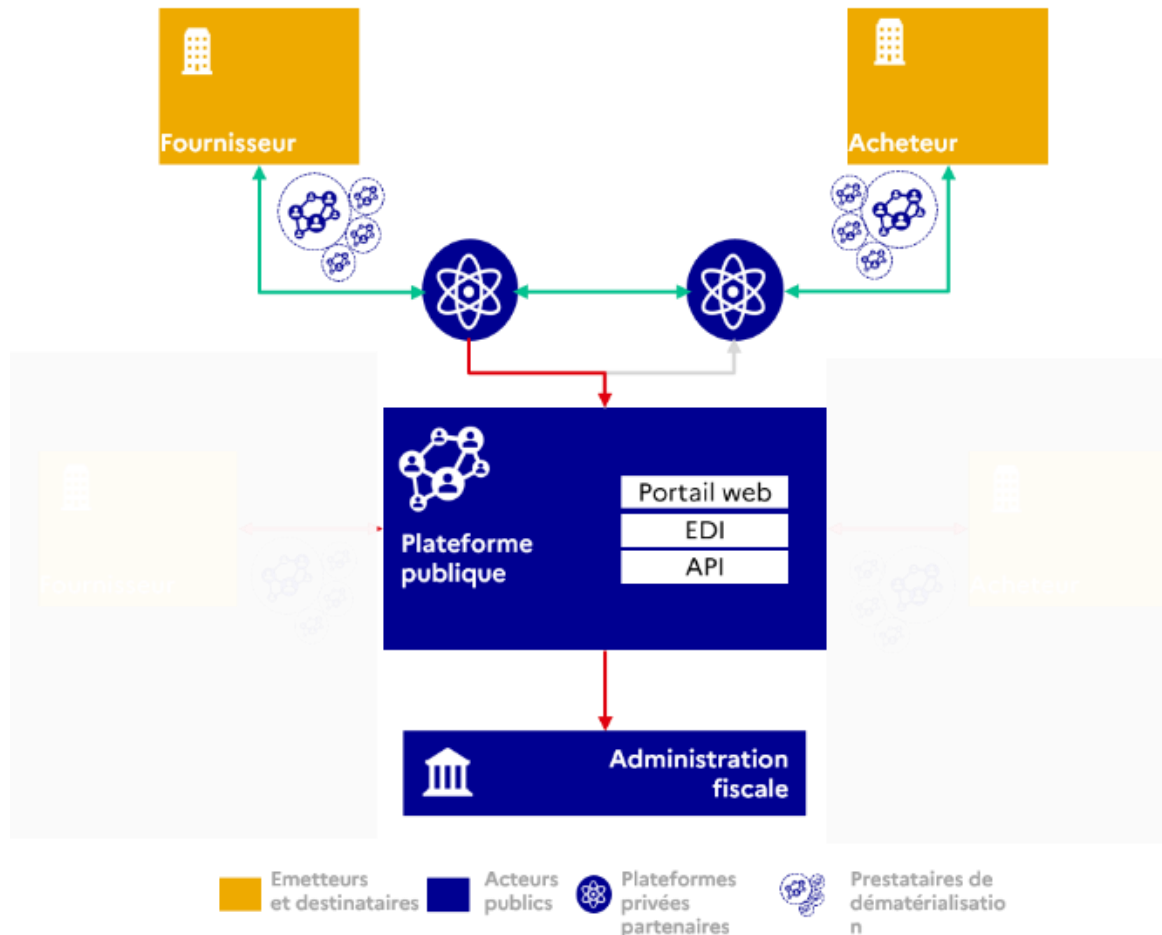 Fournisseur
Acheteur
Portail web
EDI
API
Plateforme
publique
Administration
fiscale
Emetteurs
et destinataires
Acteurs
publics
Plateformes
privées
partenaires
Prestataires de
dématérialisatio
n